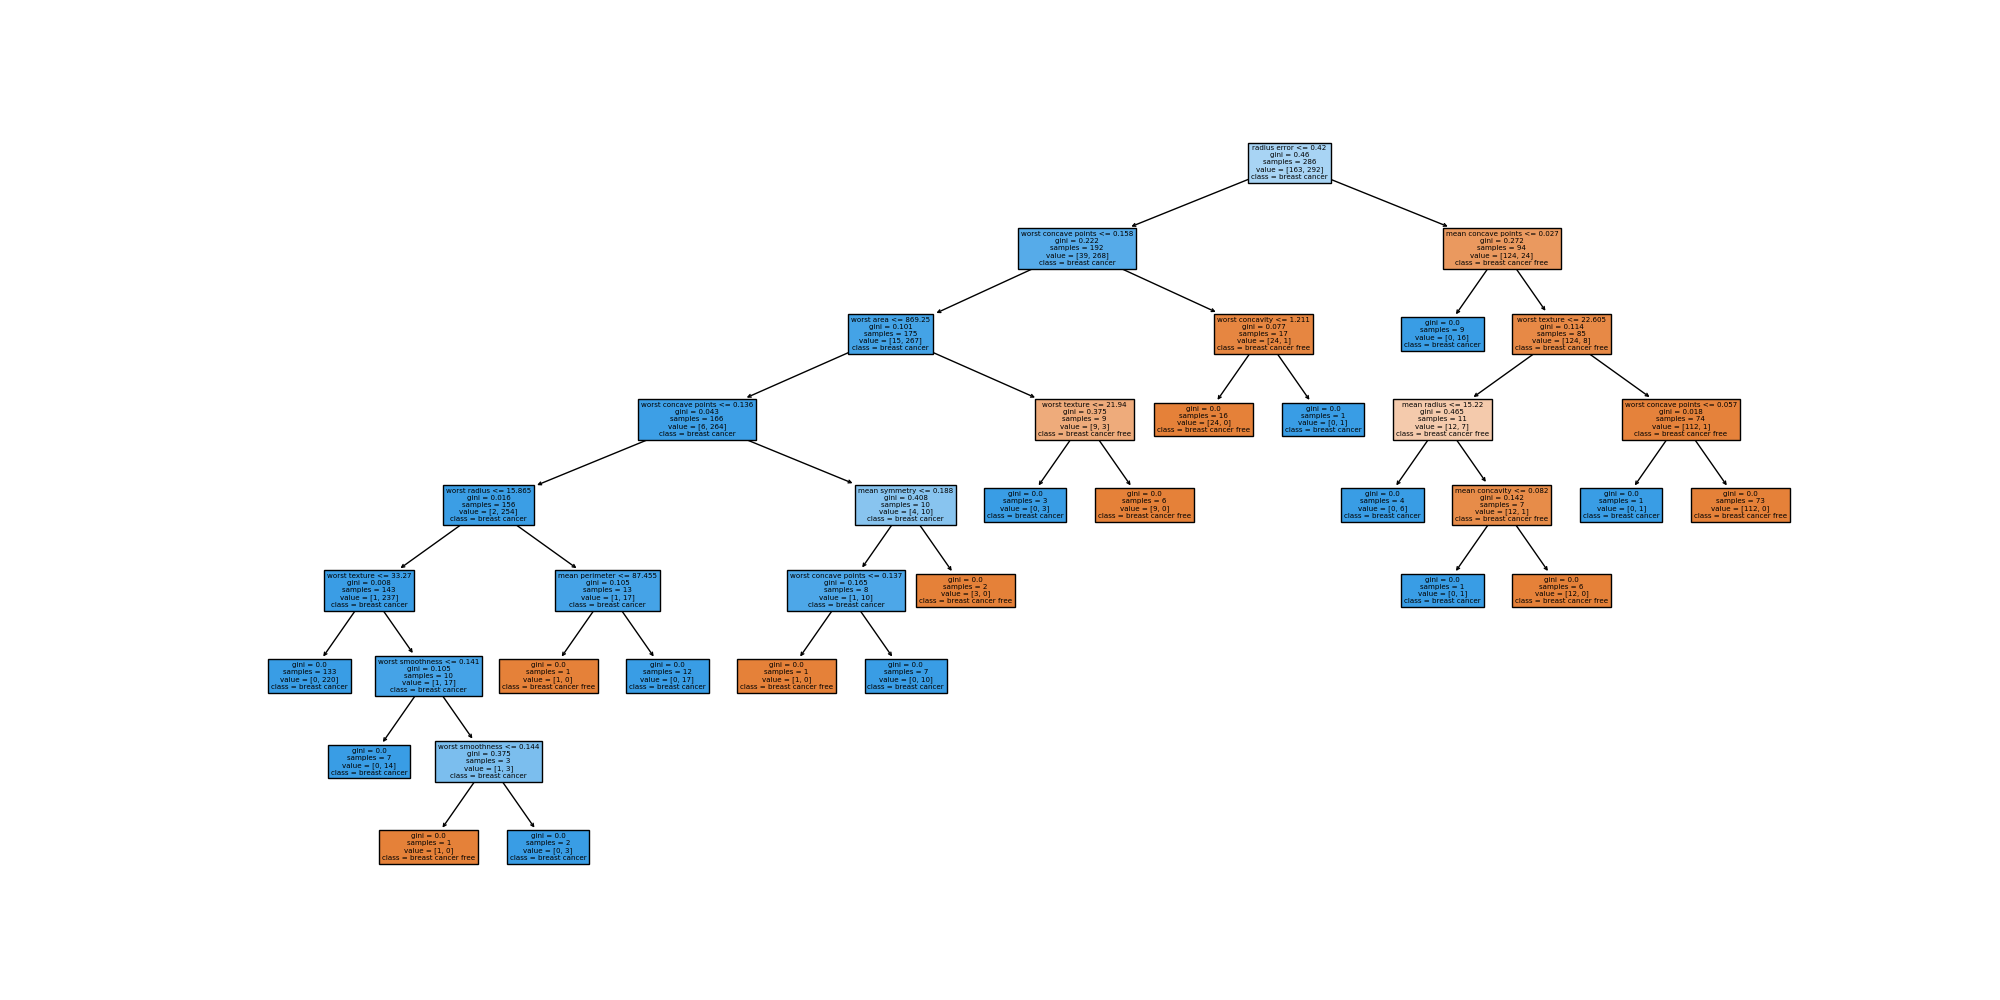 radius error <= 0.42
gini = 0.46
samples = 286
value = [163, 292]
class = breast cancer
worst concave points <= 0.158
gini = 0.222
samples = 192
value = [39, 268]
class = breast cancer
mean concave points <= 0.027
gini = 0.272
samples = 94
value = [124, 24]
class = breast cancer free
worst area <= 869.25
gini = 0.101
samples = 175
value = [15, 267]
class = breast cancer
worst concavity <= 1.211
gini = 0.077
samples = 17
value = [24, 1]
class = breast cancer free
gini = 0.0
samples = 9
value = [0, 16]
class = breast cancer
worst texture <= 22.605
gini = 0.114
samples = 85
value = [124, 8]
class = breast cancer free
worst concave points <= 0.136
gini = 0.043
samples = 166
value = [6, 264]
class = breast cancer
worst texture <= 21.94
gini = 0.375
samples = 9
value = [9, 3]
class = breast cancer free
gini = 0.0
samples = 16
value = [24, 0]
class = breast cancer free
gini = 0.0
samples = 1
value = [0, 1]
class = breast cancer
mean radius <= 15.22
gini = 0.465
samples = 11
value = [12, 7]
class = breast cancer free
worst concave points <= 0.057
gini = 0.018
samples = 74
value = [112, 1]
class = breast cancer free
worst radius <= 15.865
gini = 0.016
samples = 156
value = [2, 254]
class = breast cancer
mean symmetry <= 0.188
gini = 0.408
samples = 10
value = [4, 10]
class = breast cancer
gini = 0.0
samples = 3
value = [0, 3]
class = breast cancer
gini = 0.0
samples = 6
value = [9, 0]
class = breast cancer free
gini = 0.0
samples = 4
value = [0, 6]
class = breast cancer
mean concavity <= 0.082
gini = 0.142
samples = 7
value = [12, 1]
class = breast cancer free
gini = 0.0
samples = 1
value = [0, 1]
class = breast cancer
gini = 0.0
samples = 73
value = [112, 0]
class = breast cancer free
worst texture <= 33.27
gini = 0.008
samples = 143
value = [1, 237]
class = breast cancer
mean perimeter <= 87.455
gini = 0.105
samples = 13
value = [1, 17]
class = breast cancer
worst concave points <= 0.137
gini = 0.165
samples = 8
value = [1, 10]
class = breast cancer
gini = 0.0
samples = 2
value = [3, 0]
class = breast cancer free
gini = 0.0
samples = 1
value = [0, 1]
class = breast cancer
gini = 0.0
samples = 6
value = [12, 0]
class = breast cancer free
gini = 0.0
samples = 133
value = [0, 220]
class = breast cancer
worst smoothness <= 0.141
gini = 0.105
samples = 10
value = [1, 17]
class = breast cancer
gini = 0.0
samples = 1
value = [1, 0]
class = breast cancer free
gini = 0.0
samples = 12
value = [0, 17]
class = breast cancer
gini = 0.0
samples = 1
value = [1, 0]
class = breast cancer free
gini = 0.0
samples = 7
value = [0, 10]
class = breast cancer
gini = 0.0
samples = 7
value = [0, 14]
class = breast cancer
worst smoothness <= 0.144
gini = 0.375
samples = 3
value = [1, 3]
class = breast cancer
gini = 0.0
samples = 1
value = [1, 0]
class = breast cancer free
gini = 0.0
samples = 2
value = [0, 3]
class = breast cancer